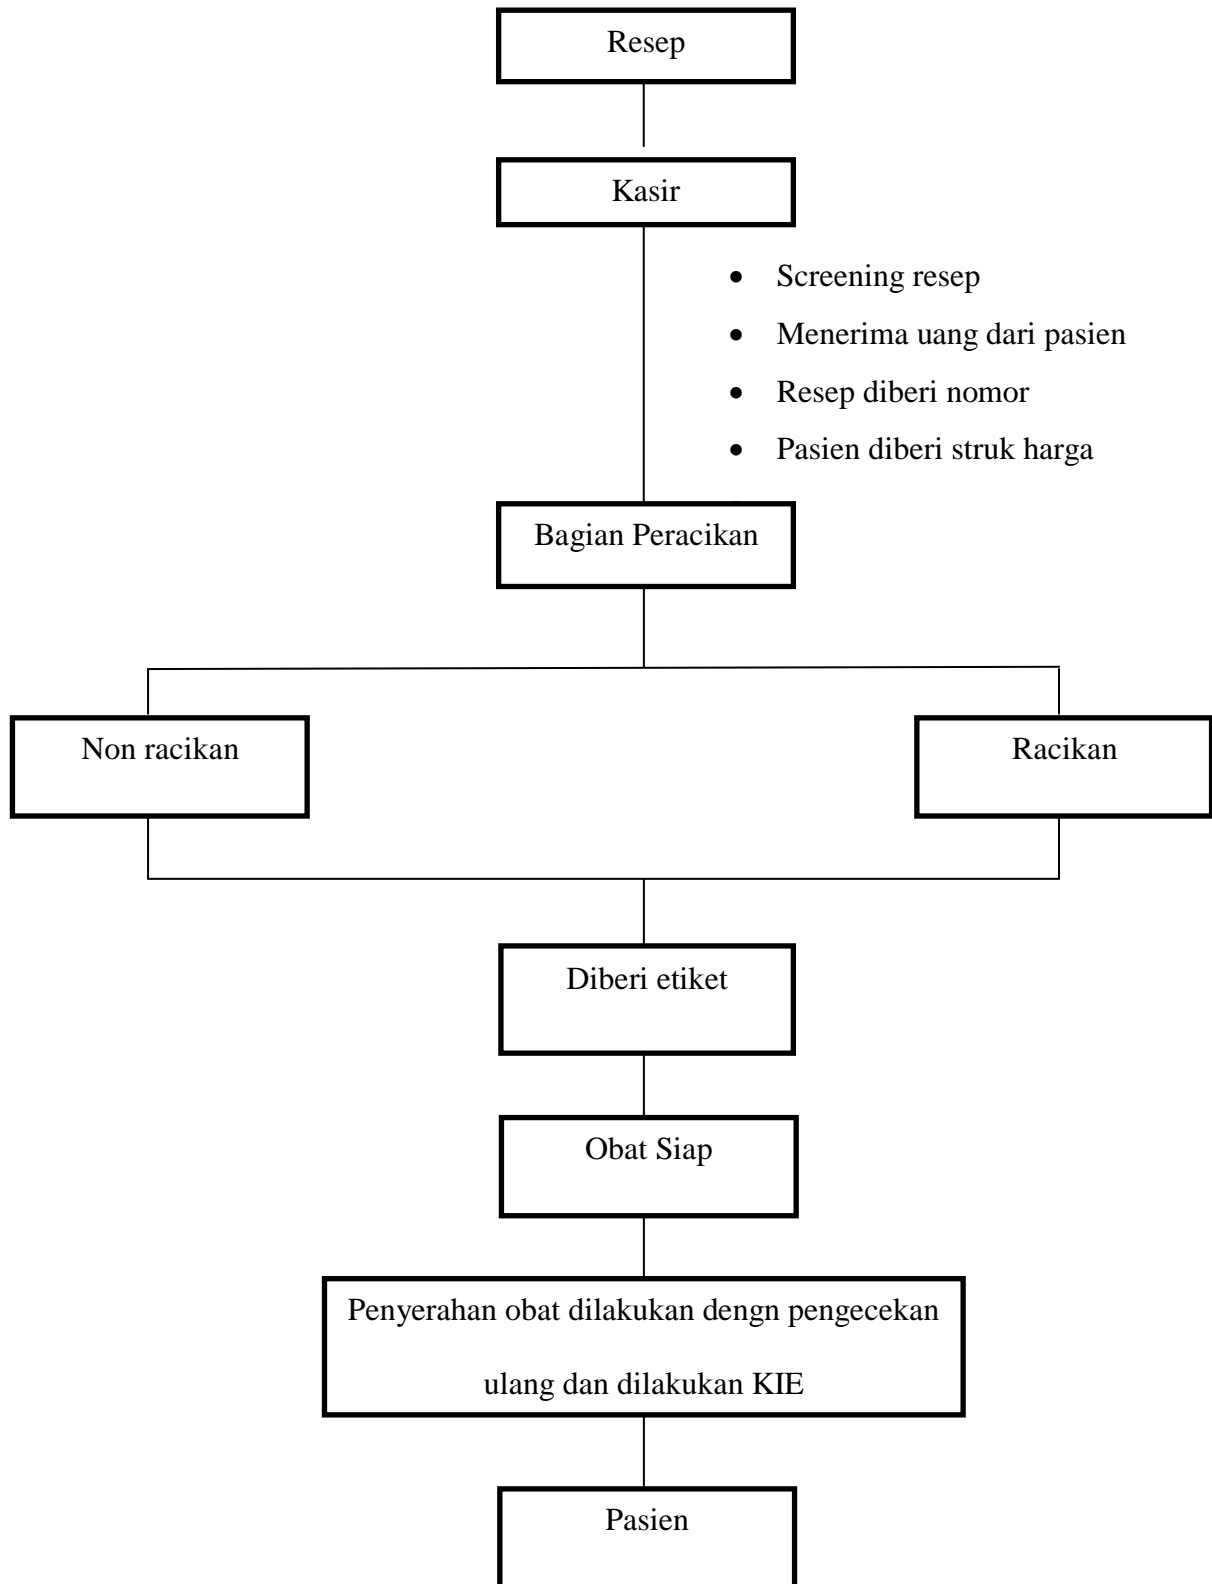 Resep
Kasir
• Screening resep
• Menerima uang dari pasien
• Resep diberi nomor
• Pasien diberi struk harga
Bagian Peracikan
Non racikan
Racikan
Diberi etiket
Obat Siap
Penyerahan obat dilakukan dengn pengecekan
ulang dan dilakukan KIE
Pasien